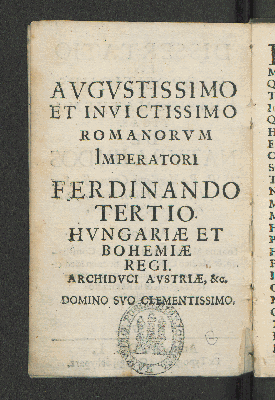 AVGVSTISSIMO
ET INVICTISSIMO
ROMANORVM
IMPERATORI
FERDINANDO
TERTIO.
HVNGARIÆ ET
BOHEMIÆ
REGI.
ARCHIDVCI AVSTRIÆ, &c.
DOMINO SVO CLEMENTISSIMO.